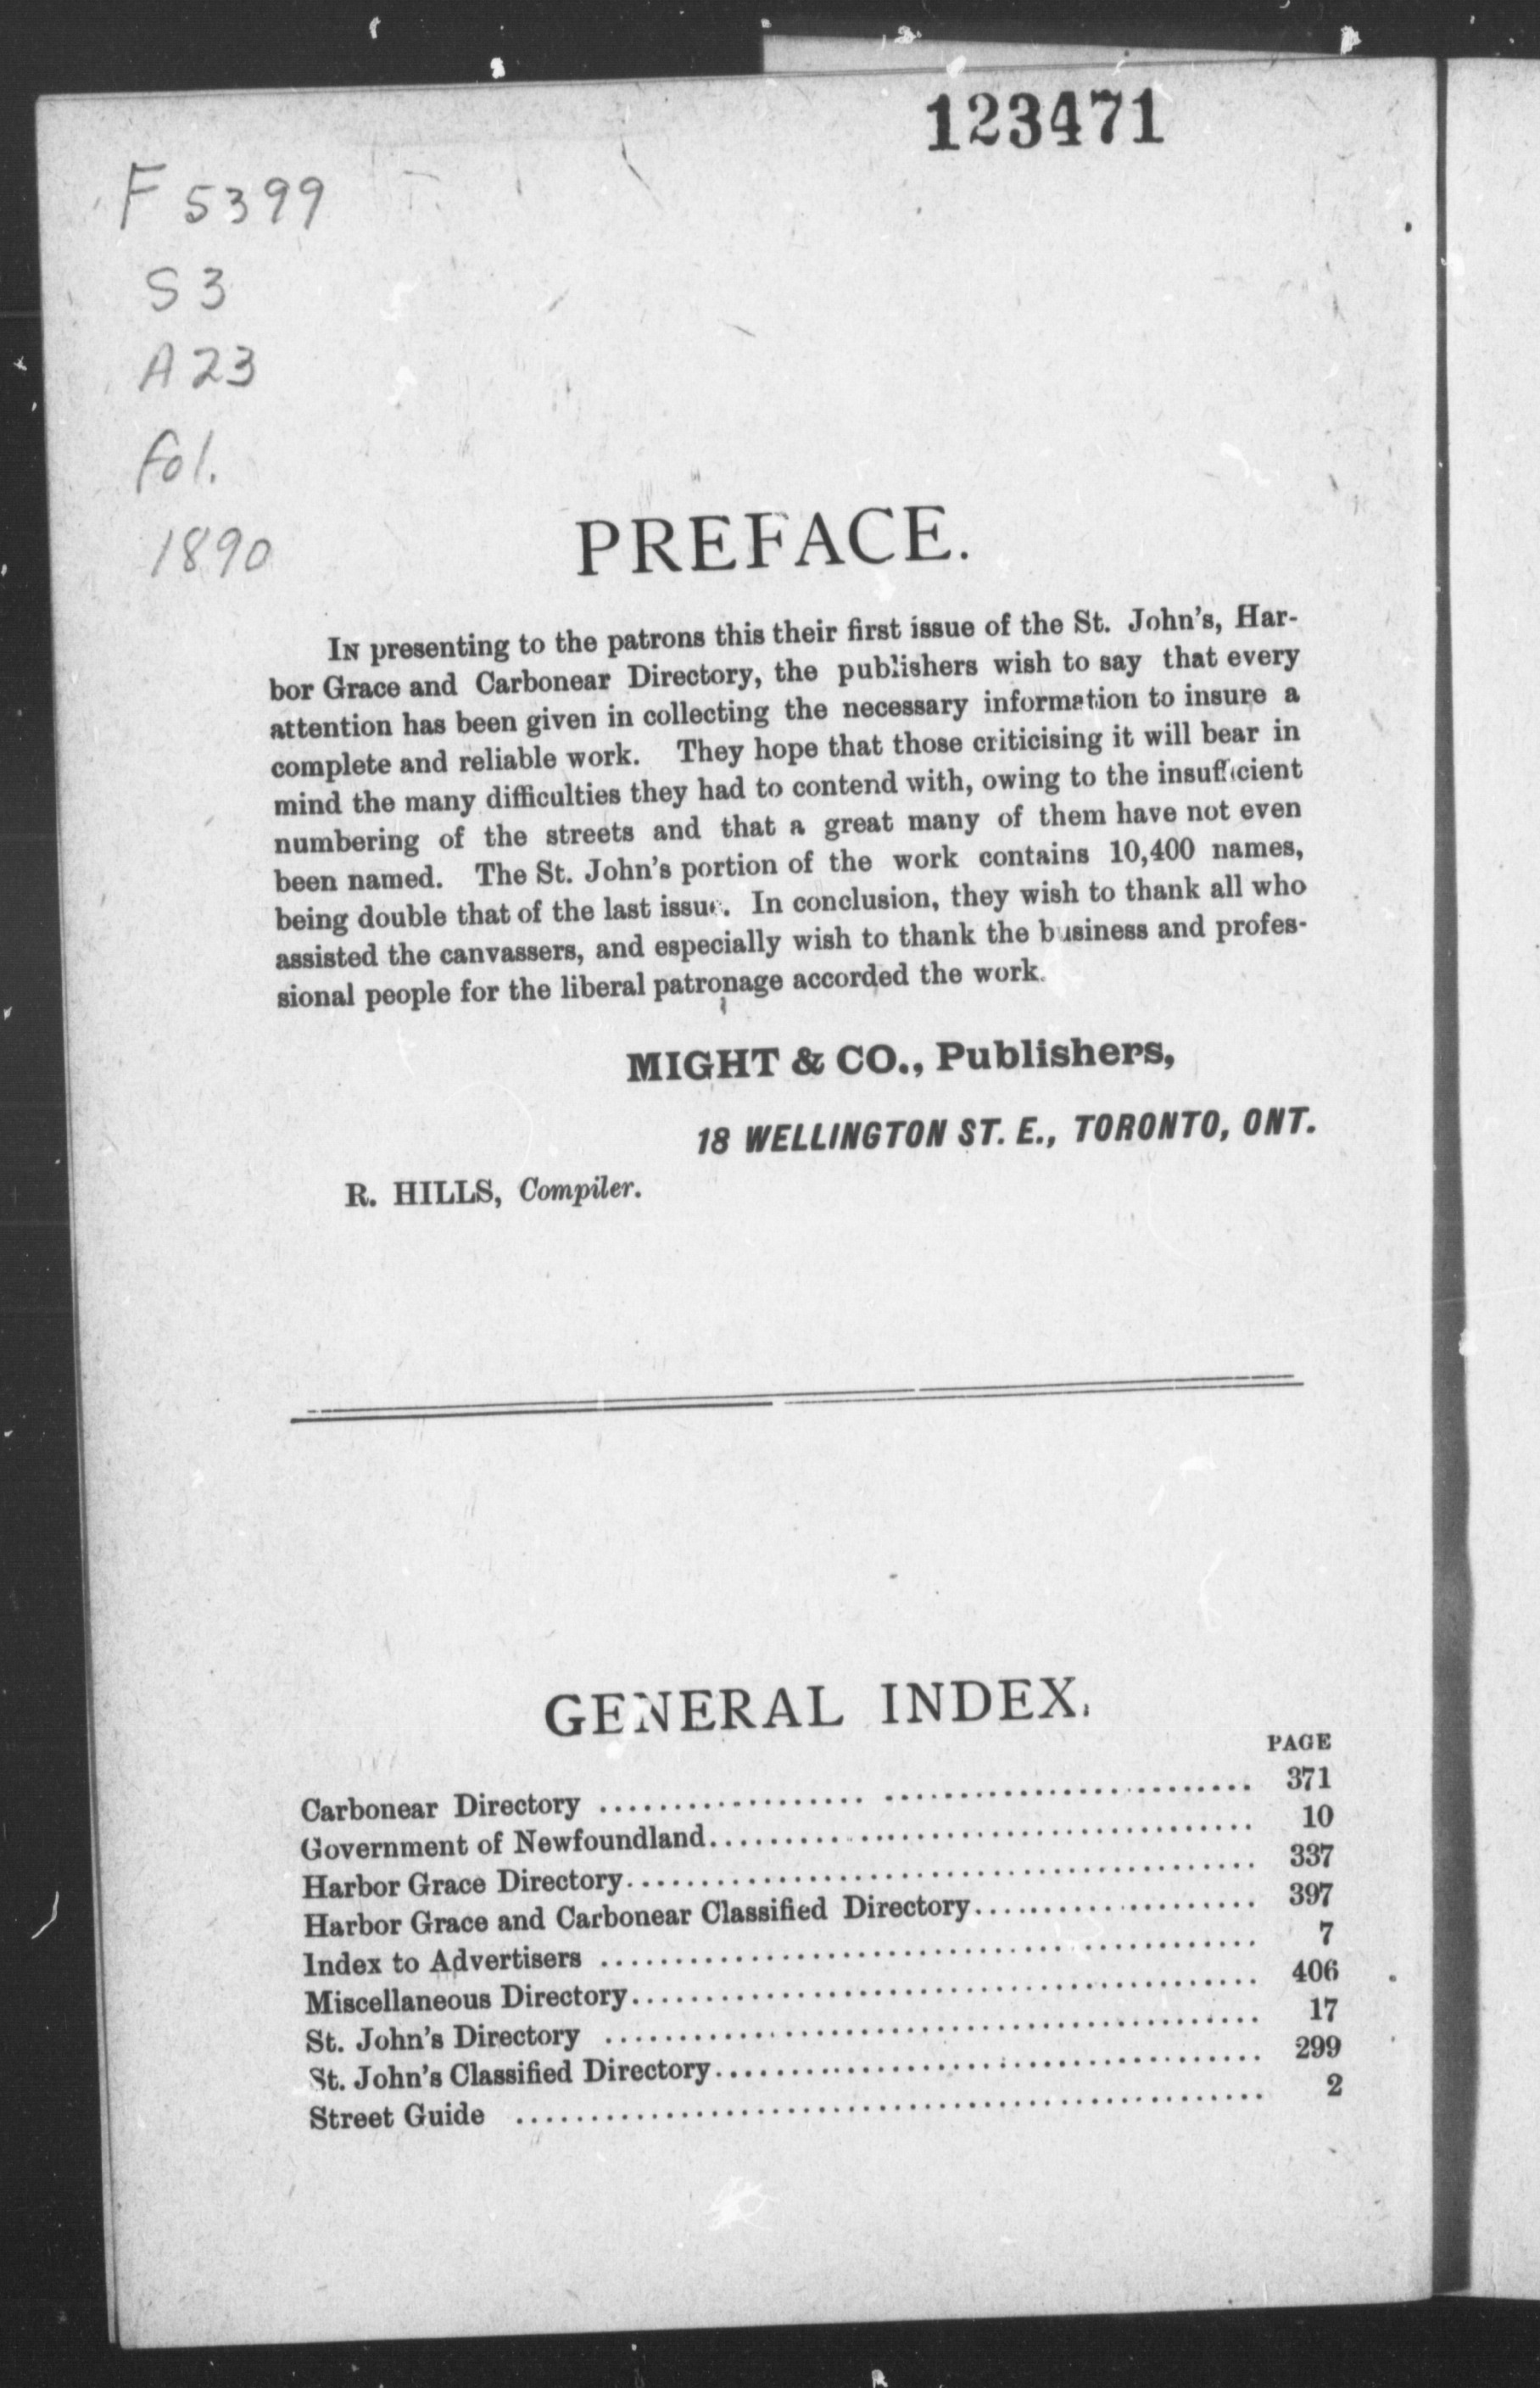 123471
F 5399
S3
A23
fol.
1890
PREFACE.
IN presenting to the patrons this their first issue of the St. John's, Har-
bor Grace and Carbonear Directory, the publishers wish to say that every
attention has been given in collecting the necessary information to insure a
complete and reliable work. They hope that those criticising it will bear in
mind the many difficulties they had to contend with, owing to the insufficient
numbering of the streets and that a great many of them have not even
been named. The St. John's portion of the work contains 10,400 names,
being double that of the last issue. In conclusion, they wish to thank all who
assisted the canvassers, and especially wish to thank the business and profes-
sional people for the liberal patronage accorded the work.
MIGHT & CO., Publishers,
18 WELLINGTON ST. E., TORONTO, ONT.
R. HILLS, Compiler.
GENERAL INDEX.
PAGE
Carbonear Directory ........................................ 371
Government of Newfoundland.................................... 10
Harbor Grace Directory........................................ 337
Harbor Grace and Carbonear Classified Directory.................... 397
Index to Advertisers ........................................ 7
Miscellaneous Directory........................................ 406
St. John's Directory ........................................ 17
St. John's Classified Directory.................................... 299
Street Guide ................................................ 2